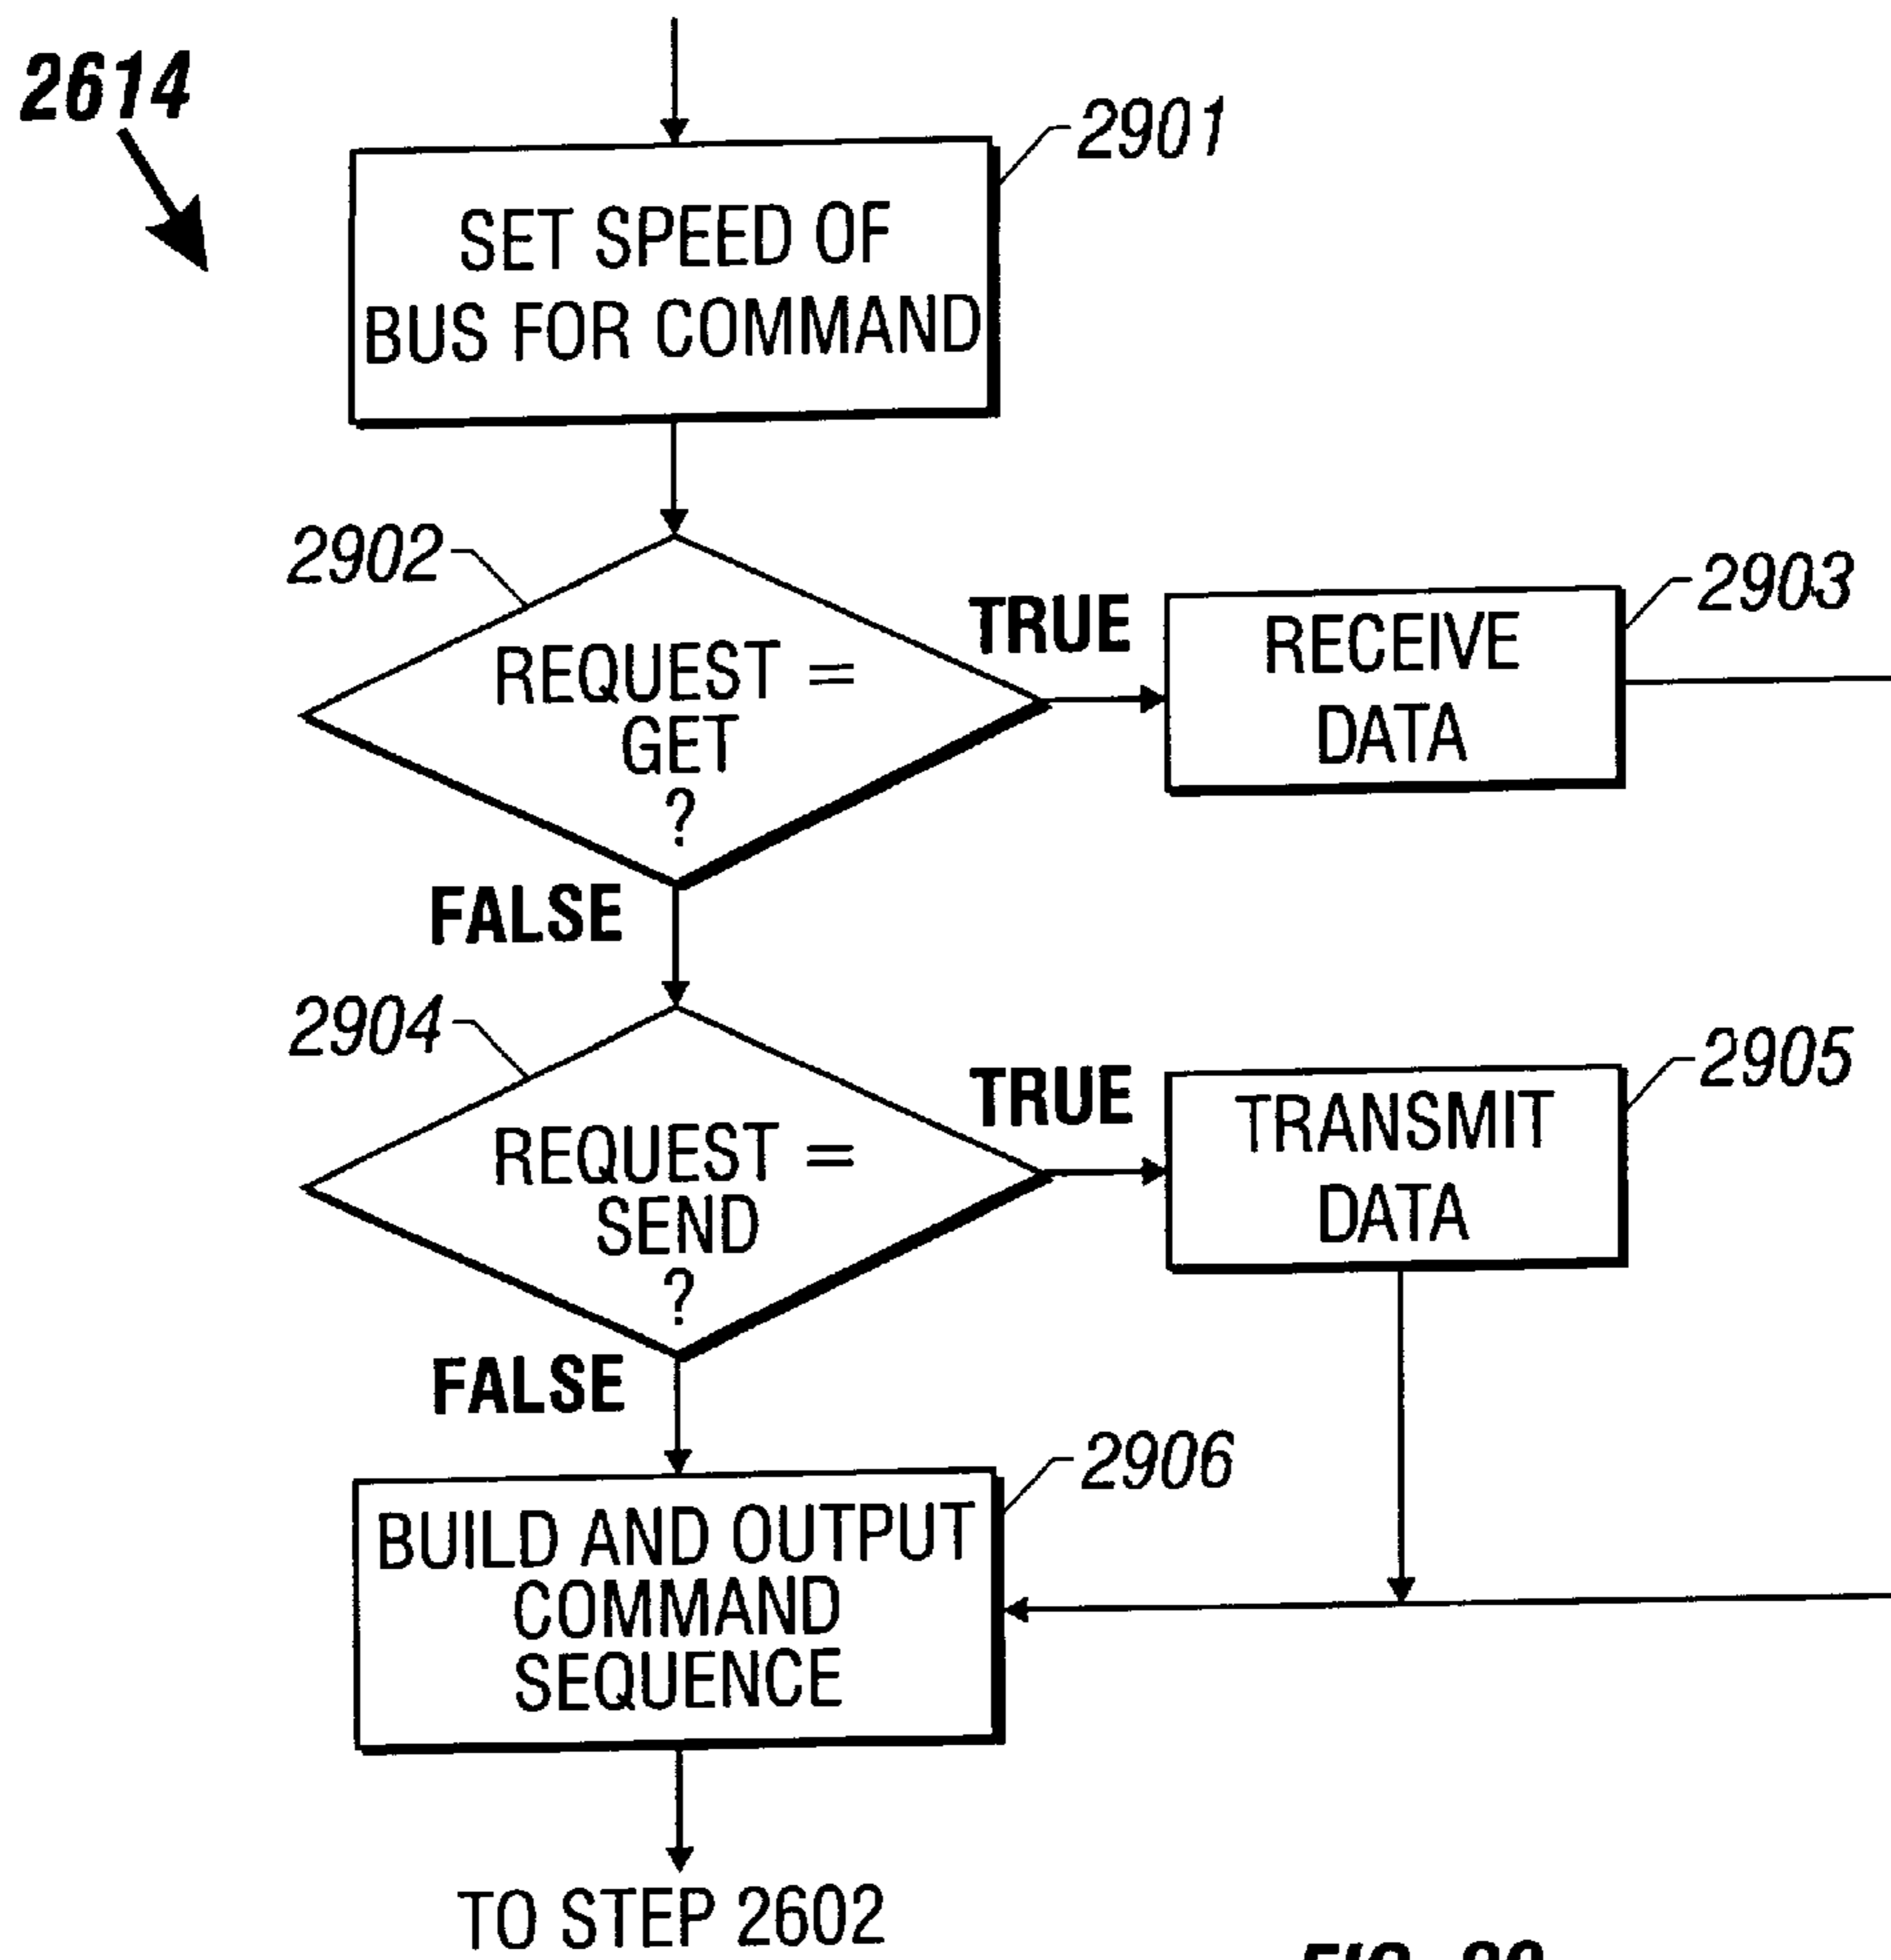 2614
2901
SET SPEED OF
BUS FOR COMMAND
2902
REQUEST =
GET
?
TRUE
2903
RECEIVE
DATA
FALSE
2904
REQUEST =
SEND
?
TRUE
2905
TRANSMIT
DATA
FALSE
2906
BUILD AND OUTPUT
COMMAND
SEQUENCE
TO STEP 2602